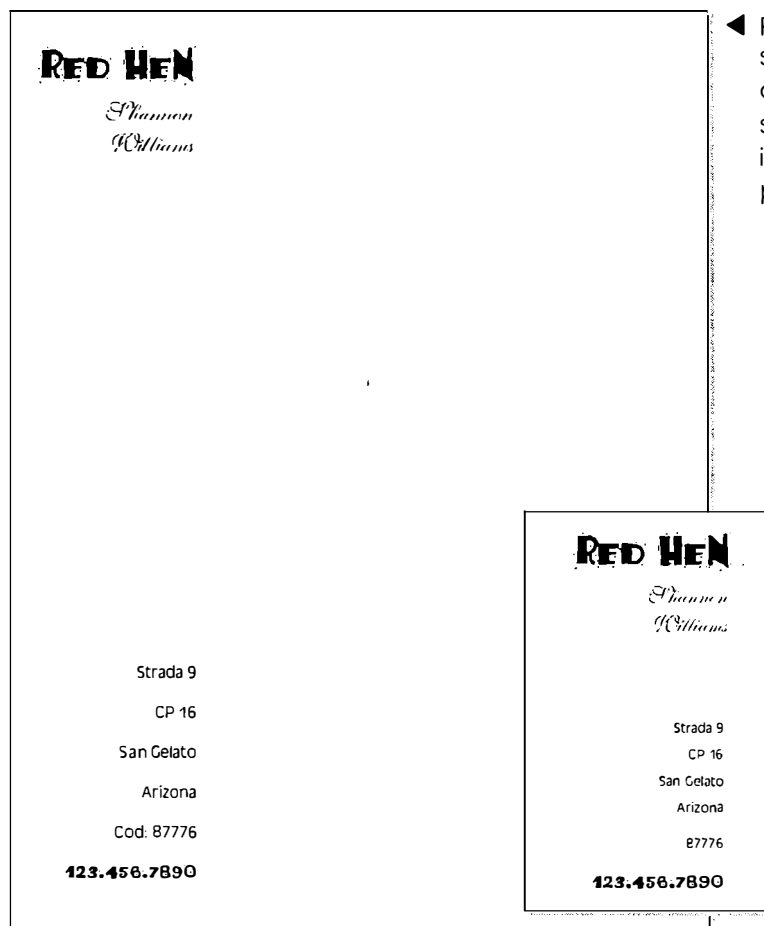 RED HEN
Shannon
Williams
Strada 9
CP 16
San Gelato
Arizona
Cod: 87776
123.456.7890
RED HEN
Shannon
Williams
Strada 9
CP 16
San Gelato
Arizona
87776
123.456.7890